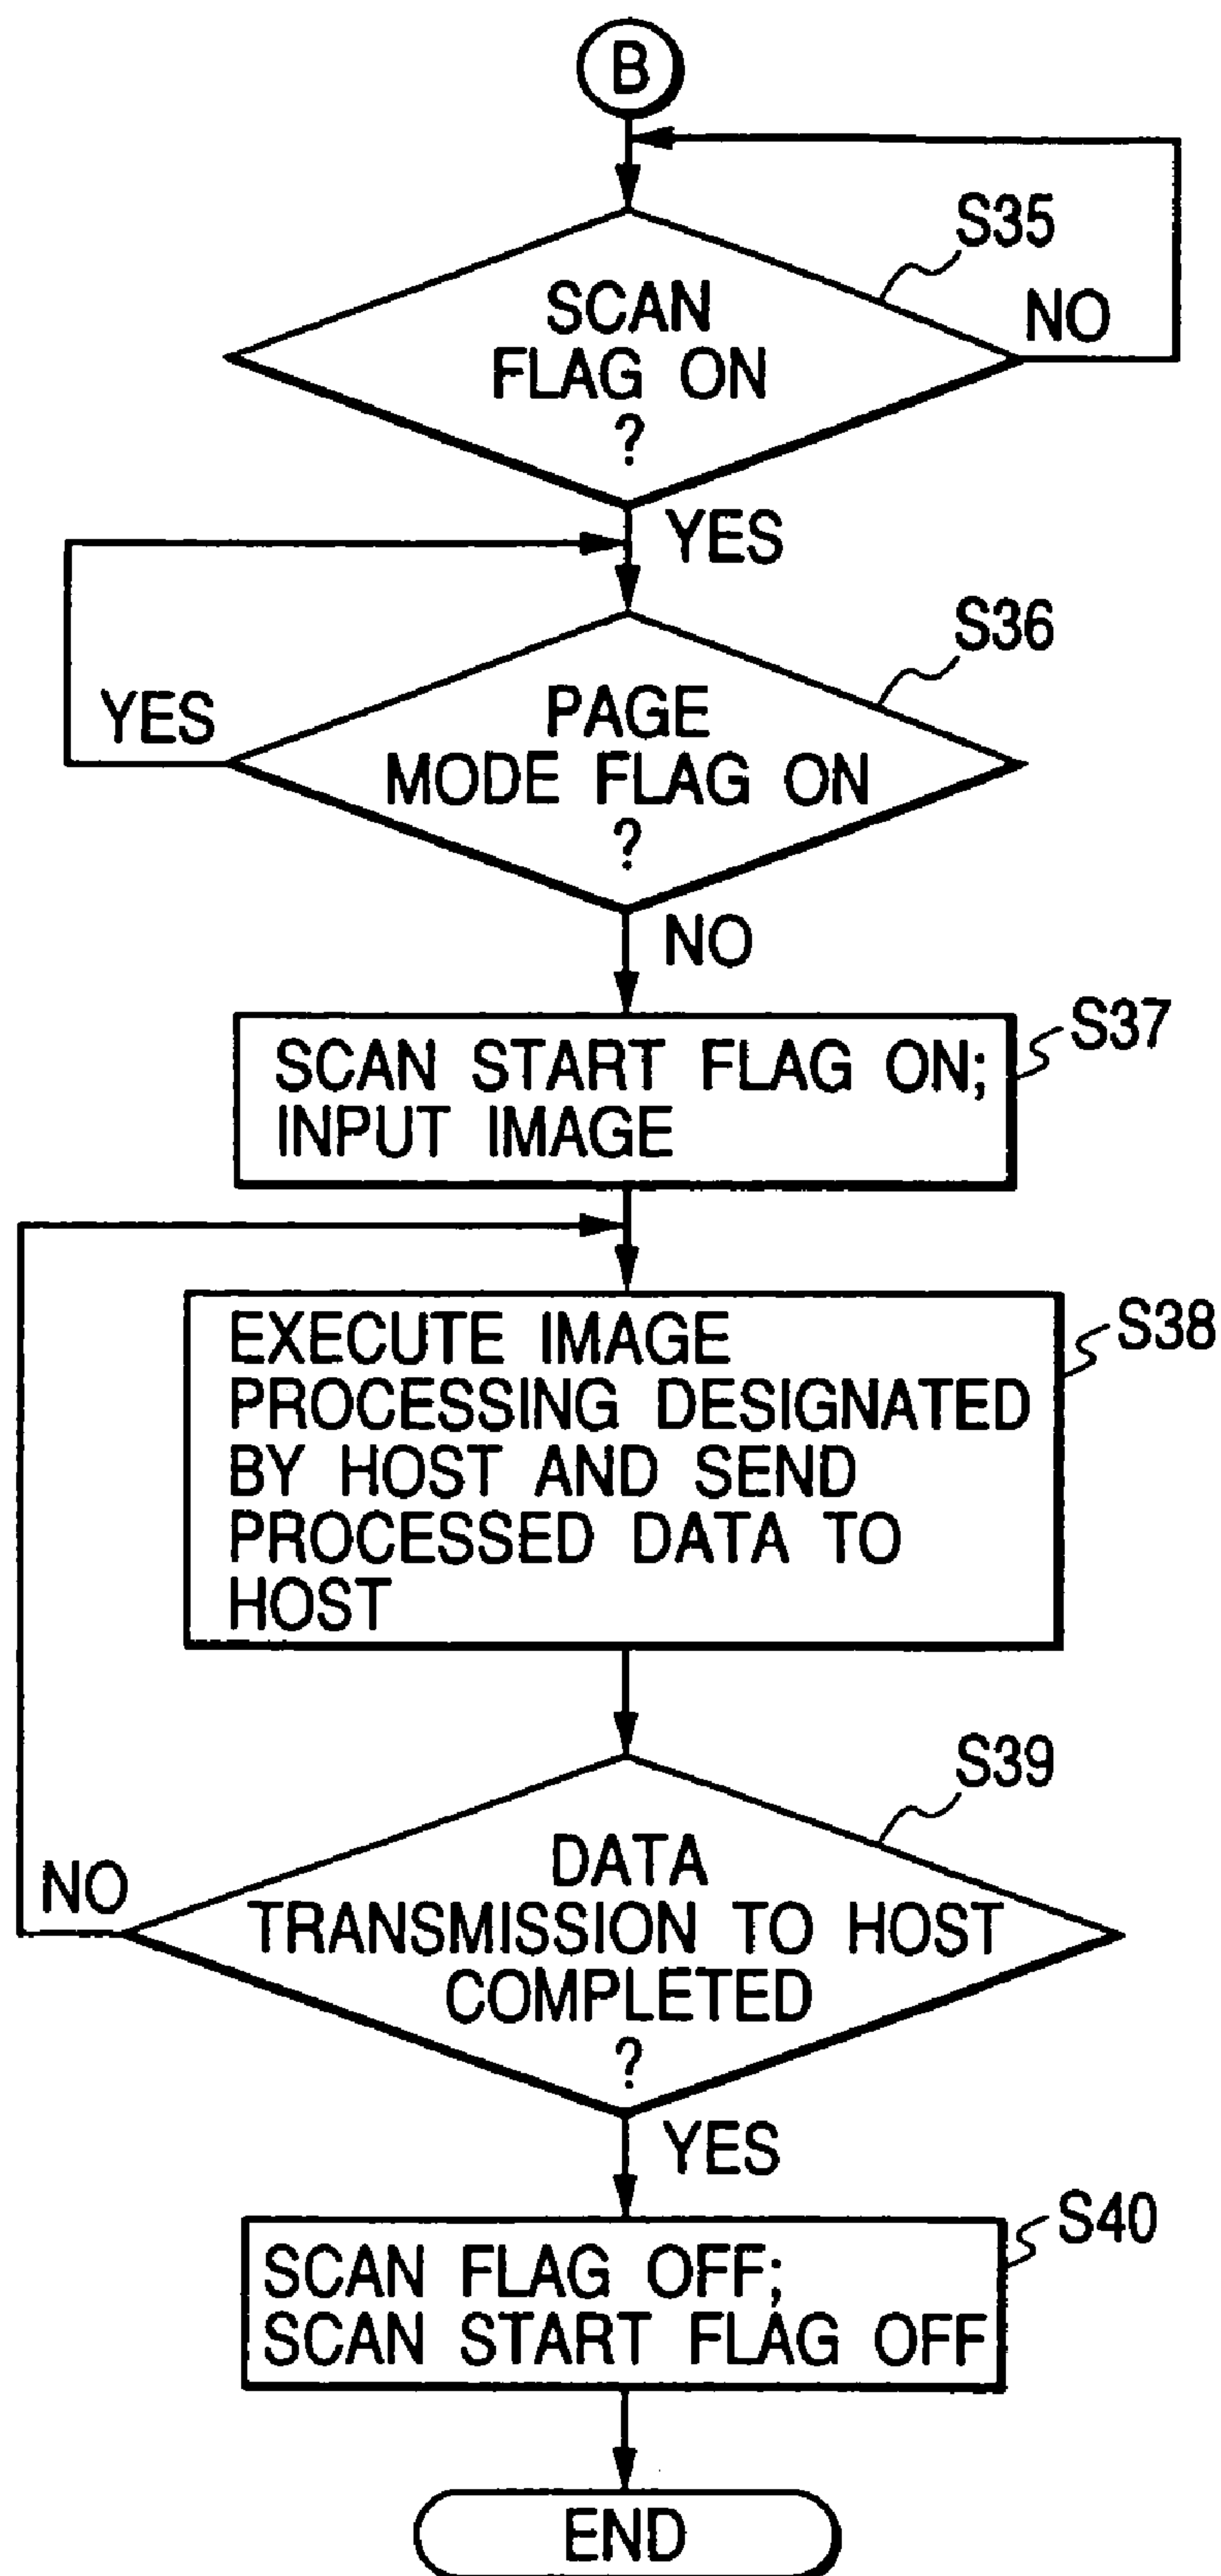 B
S35
SCAN
FLAG ON
?
NO
YES
S36
PAGE
MODE FLAG ON
?
YES
NO
S37
SCAN START FLAG ON;
INPUT IMAGE
S38
EXECUTE IMAGE
PROCESSING DESIGNATED
BY HOST AND SEND
PROCESSED DATA TO
HOST
S39
DATA
TRANSMISSION TO HOST
COMPLETED
?
NO
YES
S40
SCAN FLAG OFF;
SCAN START FLAG OFF
END